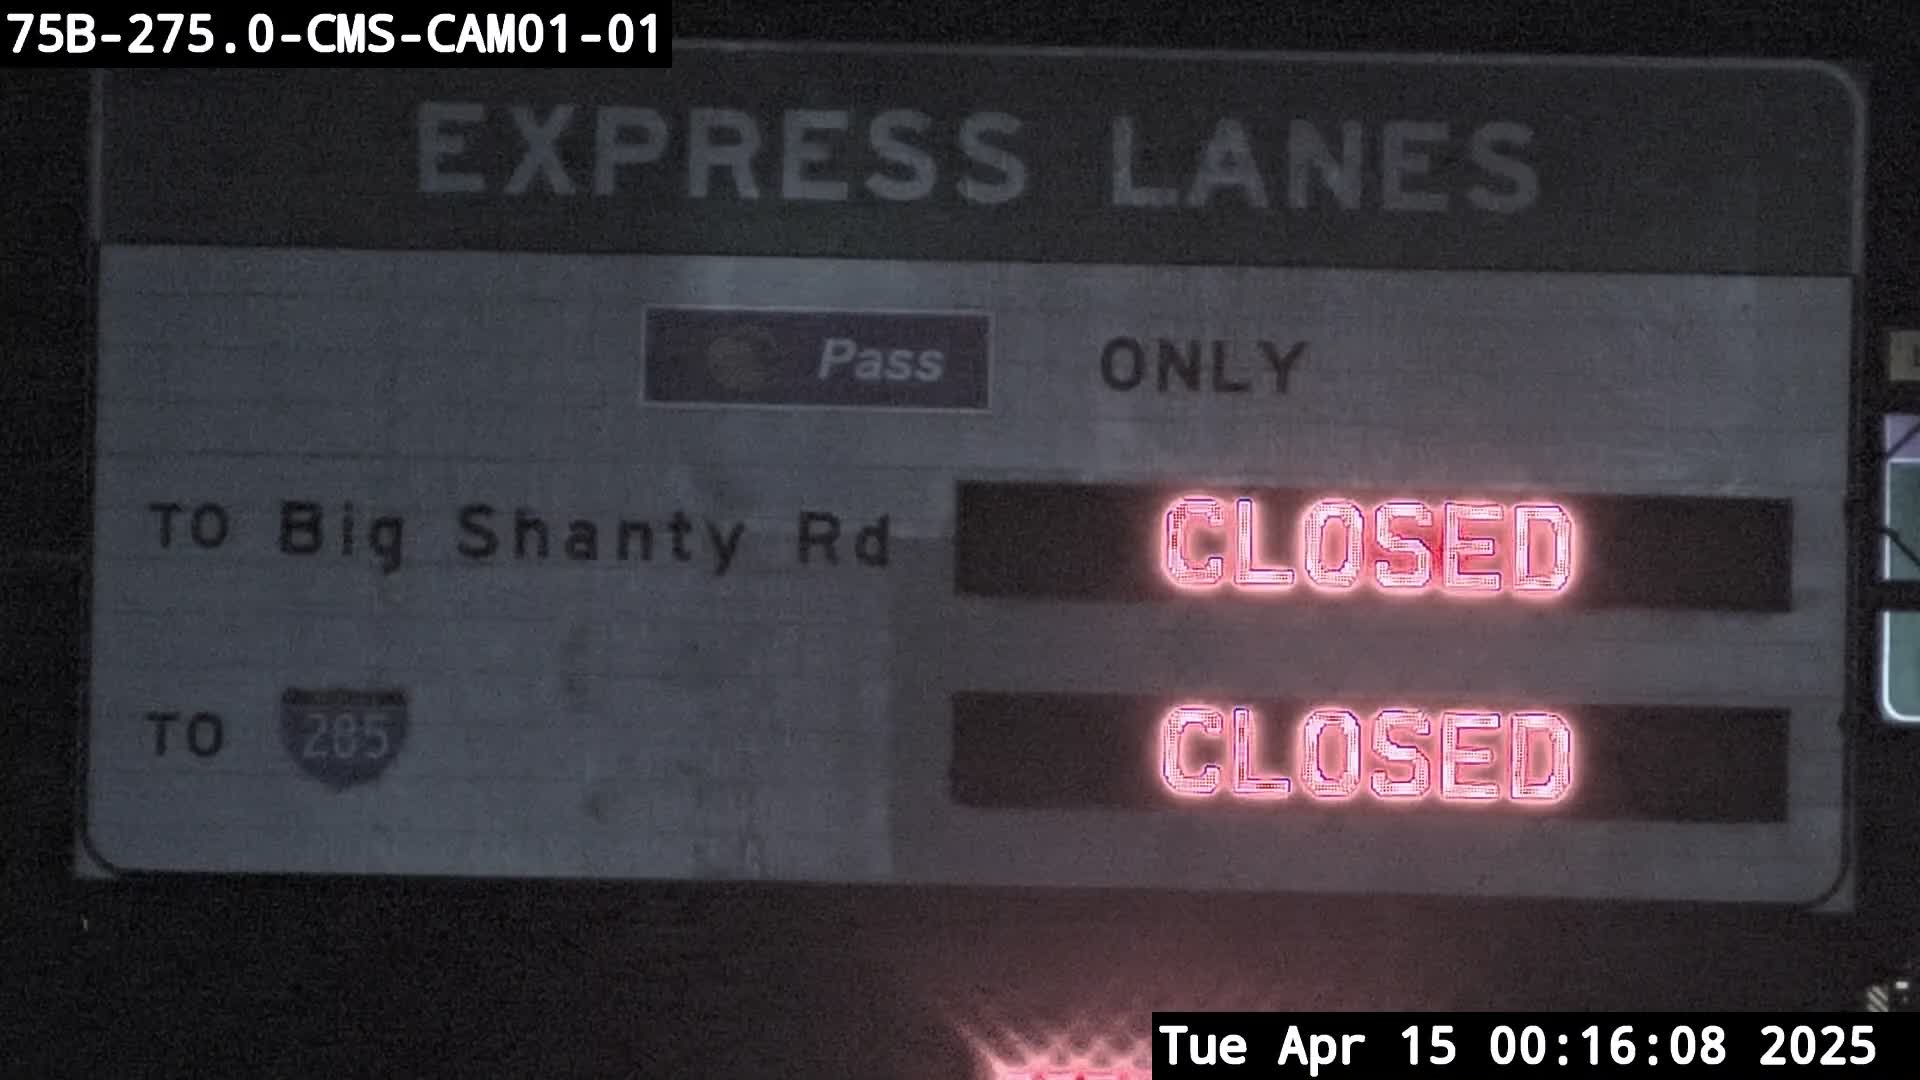 75B-275.0-CMS-CAM01-01
EXPRESS LANES
Pass ONLY
TO Big Shanty Rd CLOSED
TO 285 CLOSED
Tue Apr 15 00:16:08 2025